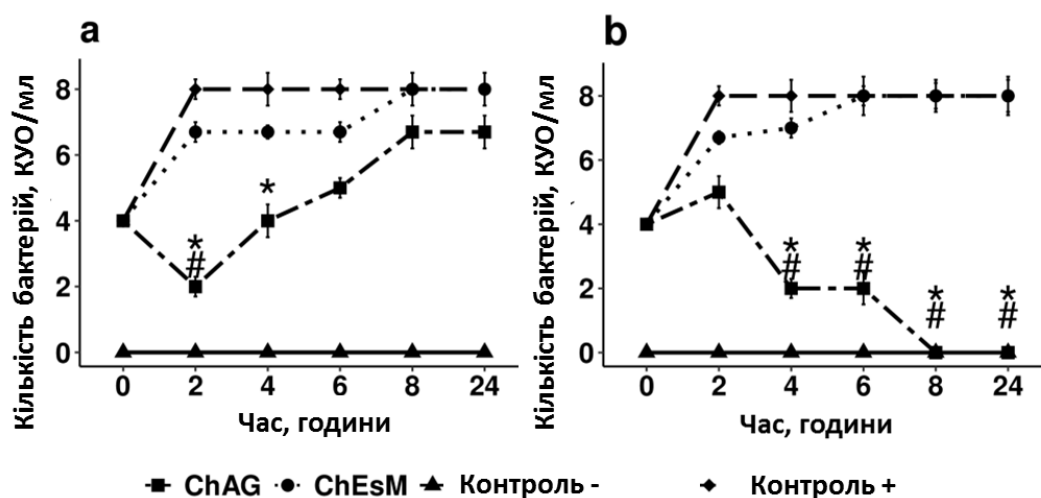 a
Кількість бактерій, КУО/мл
8
6
4
2
0
*
#
*
0 2 4 6 8 24
Час, години
b
Кількість бактерій, КУО/мл
8
6
4
2
0
* * * *
# # # #
0 2 4 6 8 24
Час, години
ChAG ChEsM Контроль - Контроль +